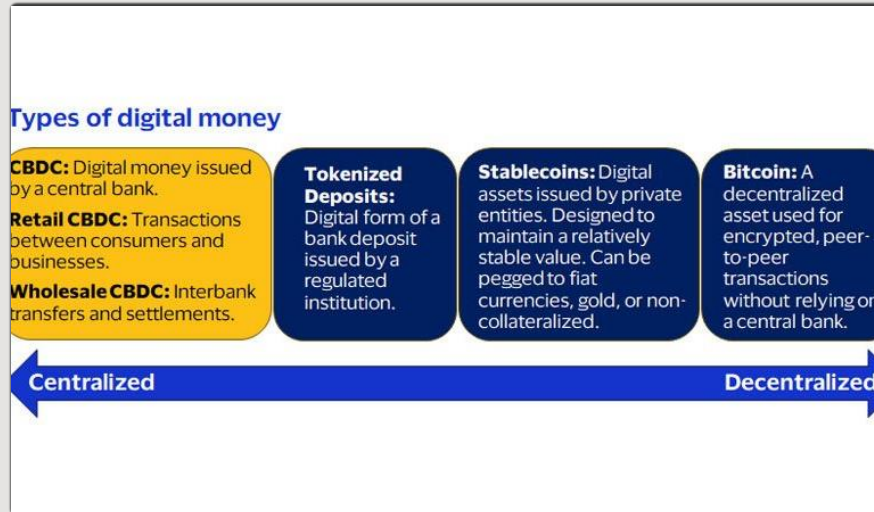 Types of digital money
CBDC: Digital money issued
by a central bank.
Retail CBDC: Transactions
between consumers and
businesses.
Wholesale CBDC: Interbank
transfers and settlements.
Tokenized
Deposits:
Digital form of a
bank deposit
issued by a
regulated
institution.
Stablecoins: Digital
assets issued by private
entities. Designed to
maintain a relatively
stable value. Can be
pegged to fiat
currencies, gold, or non-
collateralized.
Bitcoin: A
decentralized
asset used for
encrypted, peer-
to-peer
transactions
without relying on
a central bank.
Centralized
Decentralized